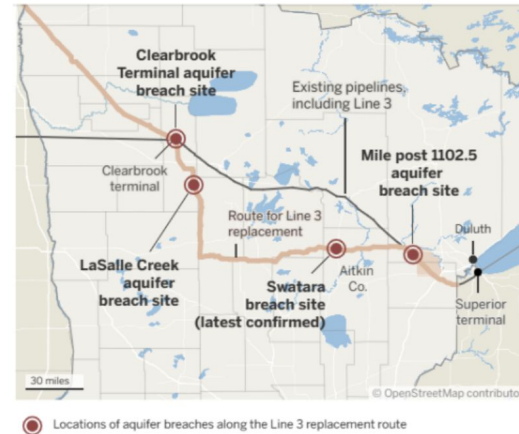 Clearbrook
Terminal aquifer
breach site
Existing pipelines,
including Line 3
Mile post 1102.5
aquifer
breach site
Clearbrook
terminal
Route for Line 3
replacement
Duluth
LaSalle Creek
aquifer
breach site
Swatara
breach site
(latest confirmed)
Aitkin
Co.
Superior
terminal
30 miles
© OpenStreetMap contributo
Locations of aquifer breaches along the Line 3 replacement route